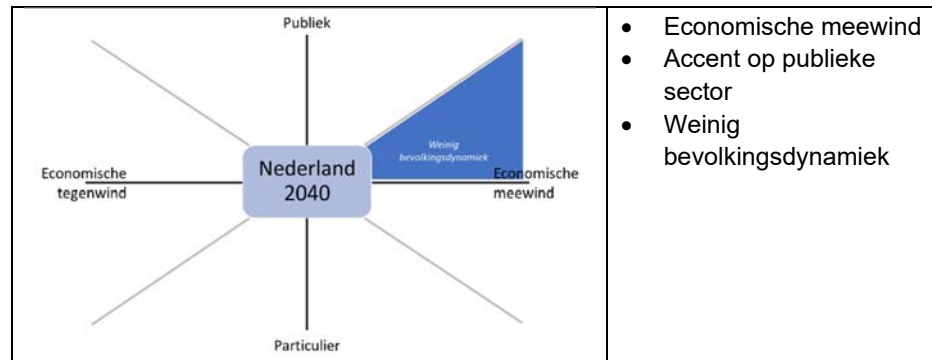 Publiek
Weinig
bevolkingsdynamiek
Nederland
2040
Economische
tegenwind
Economische
meewind
Particulier
• Economische meewind
• Accent op publieke
sector
• Weinig
bevolkingsdynamiek